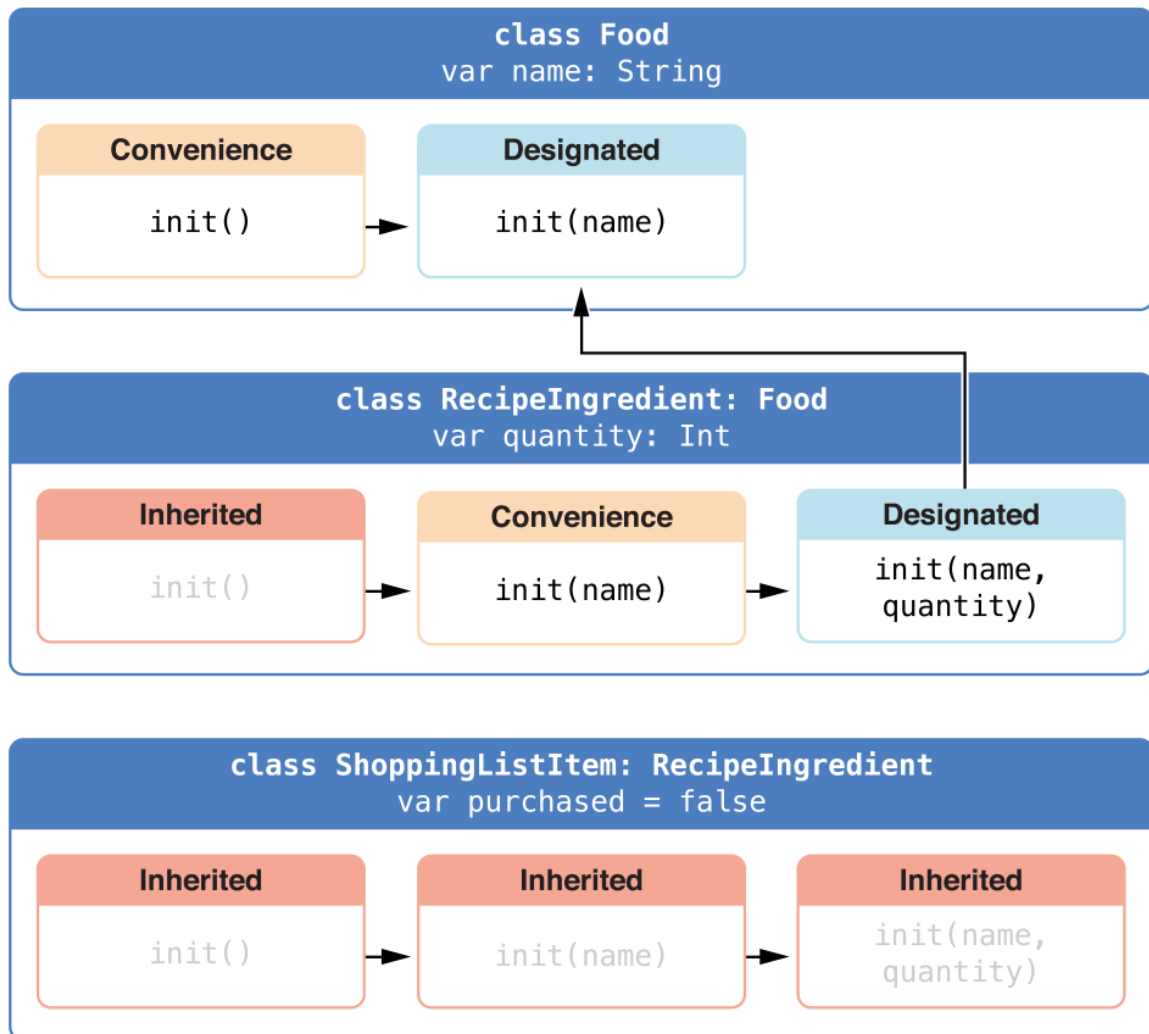 class Food
var name: String
Convenience
Designated
init()
init(name)
class RecipeIngredient: Food
var quantity: Int
Inherited
Convenience
Designated
init()
init(name)
init(name,
quantity)
class ShoppingListItem: RecipeIngredient
var purchased = false
Inherited
Inherited
Inherited
init()
init(name)
init(name,
quantity)